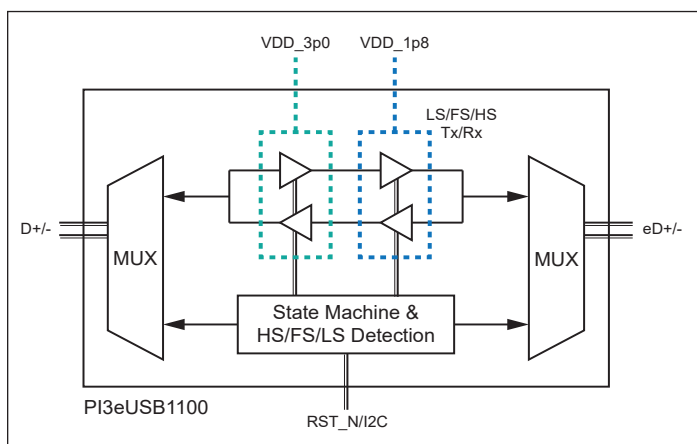 VDD_3p0
VDD_1p8
LS/FS/HS
Tx/Rx
D+/-
MUX
MUX
eD+/-
State Machine &
HS/FS/LS Detection
PI3eUSB1100
RST_N/I2C